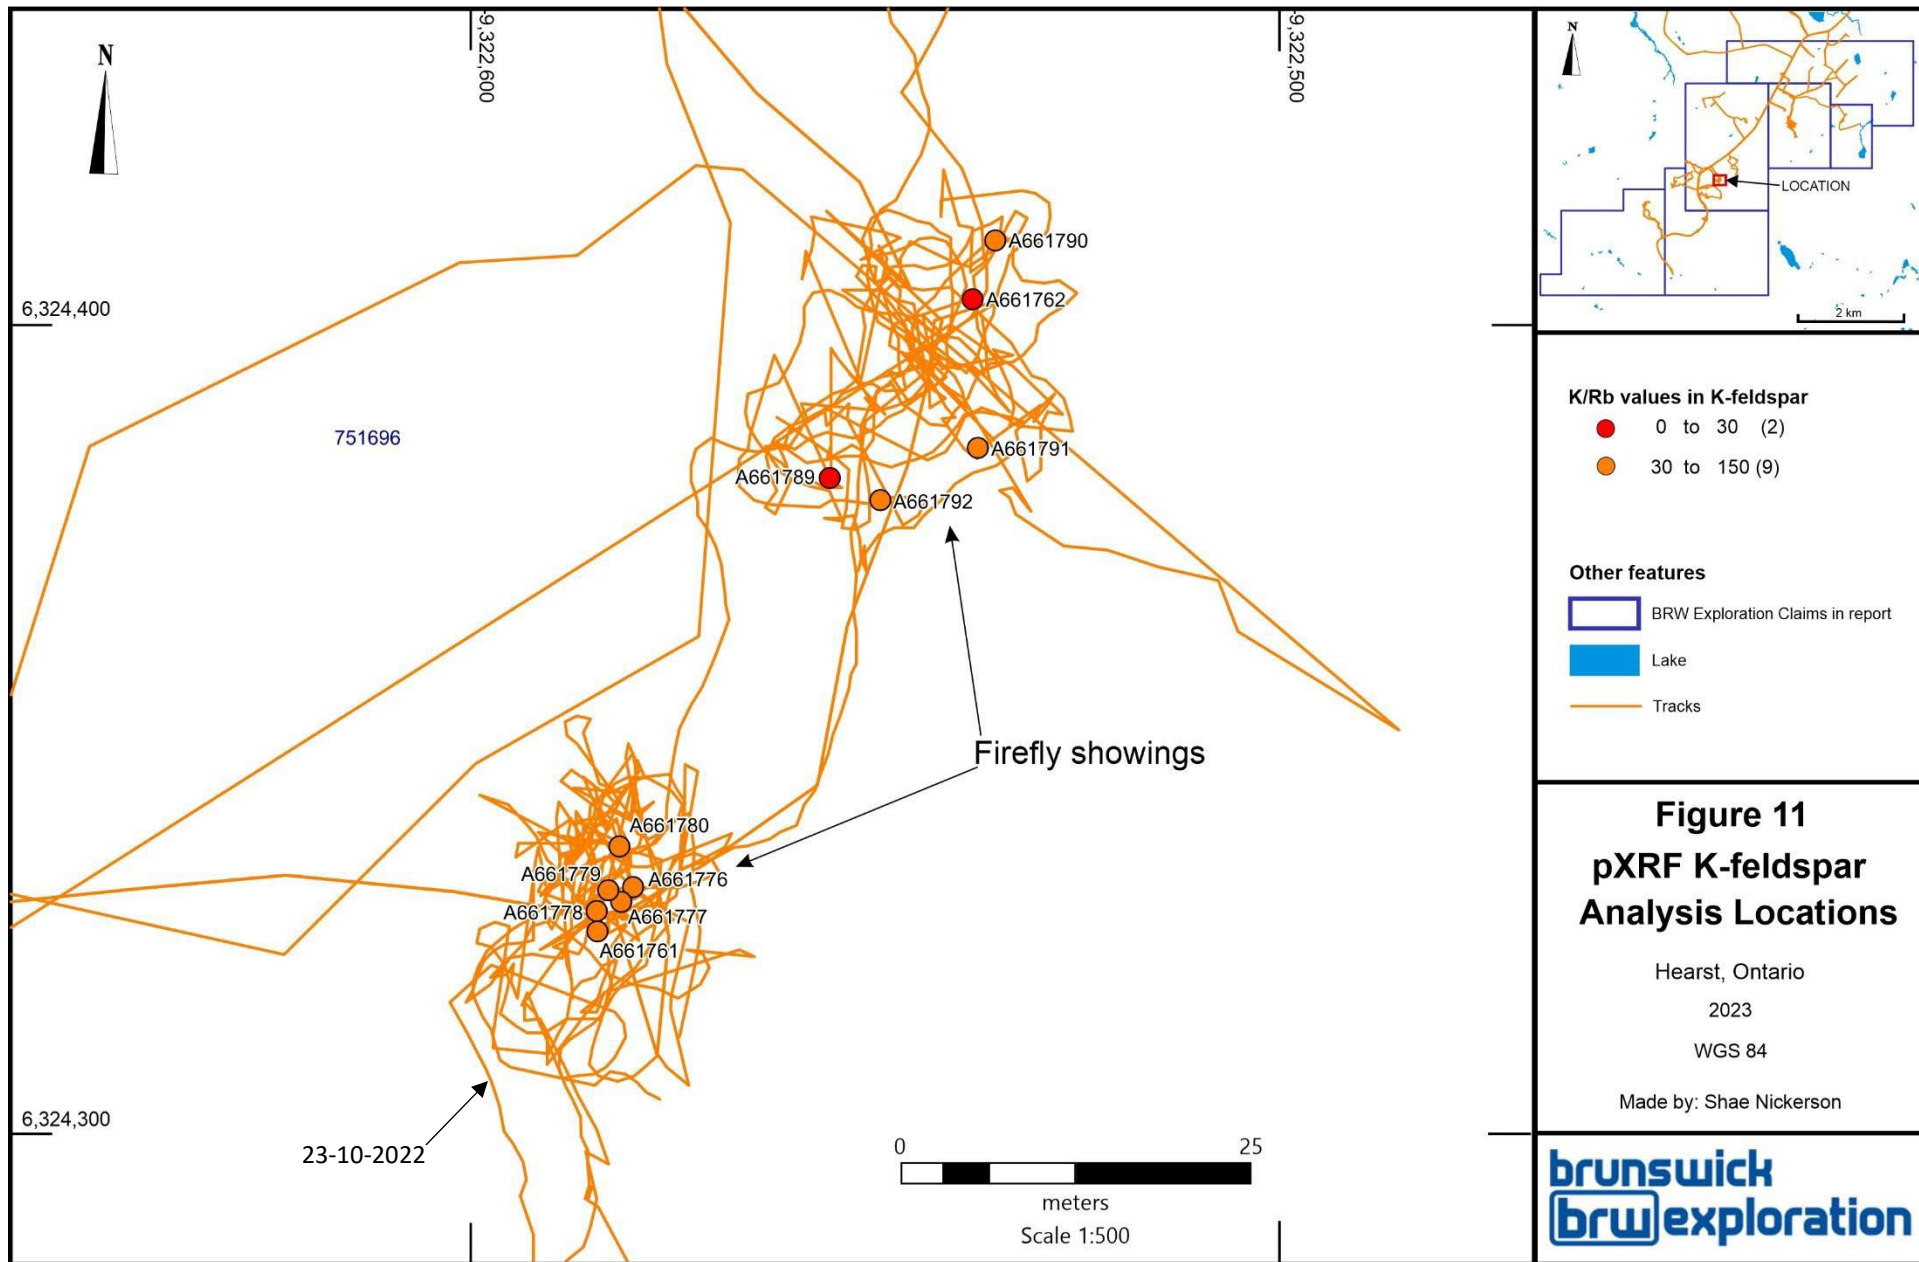 N
9,322,600
9,322,500
6,324,400
751696
A661790
A661762
A661791
A661789
A661792
Firefly showings
A661780
A661779
A661776
A661778
A661777
A661761
6,324,300
23-10-2022
0 25
meters
Scale 1:500
N
LOCATION
2 km
K/Rb values in K-feldspar
0 to 30 (2)
30 to 150 (9)
Other features
BRW Exploration Claims in report
Lake
Tracks
Figure 11
pXRF K-feldspar
Analysis Locations
Hearst, Ontario
2023
WGS 84
Made by: Shae Nickerson
brunswick
brw exploration